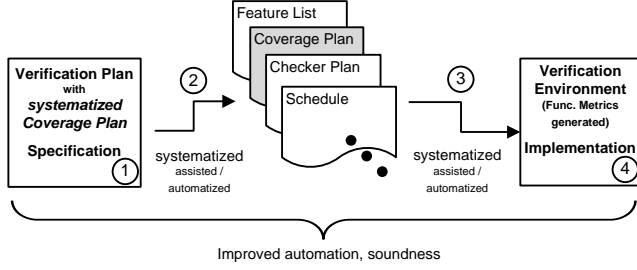 Feature List
Coverage Plan
Checker Plan
Schedule
Verification Plan
with
systematized
Coverage Plan
Specification
1
2
systematized
assisted /
automatized
3
systematized
assisted /
automatized
Verification
Environment
(Func. Metrics
generated)
Implementation
4
Improved automation, soundness